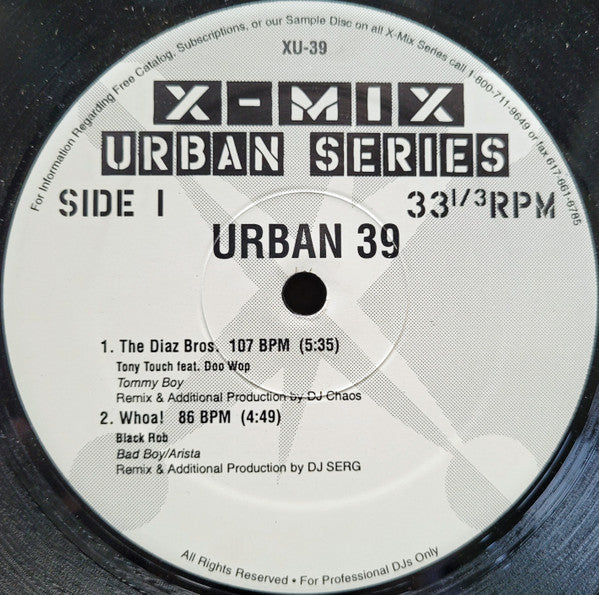 For Information Regarding Free Catalog, Subscriptions, or our Sample Disc on all X-Mix Series call 1-800-711-9649 or fax 617-661-6785
XU-39
X-MIX
URBAN SERIES
SIDE 1
33 1/3 RPM
URBAN 39
1. The Diaz Bros. 107 BPM (5:35)
Tony Touch feat. Doo Wop
Tommy Boy
Remix & Additional Production by DJ Chaos
2. Whoa! 86 BPM (4:49)
Black Rob
Bad Boy/Arista
Remix & Additional Production by DJ SERG
All Rights Reserved • For Professional DJs Only